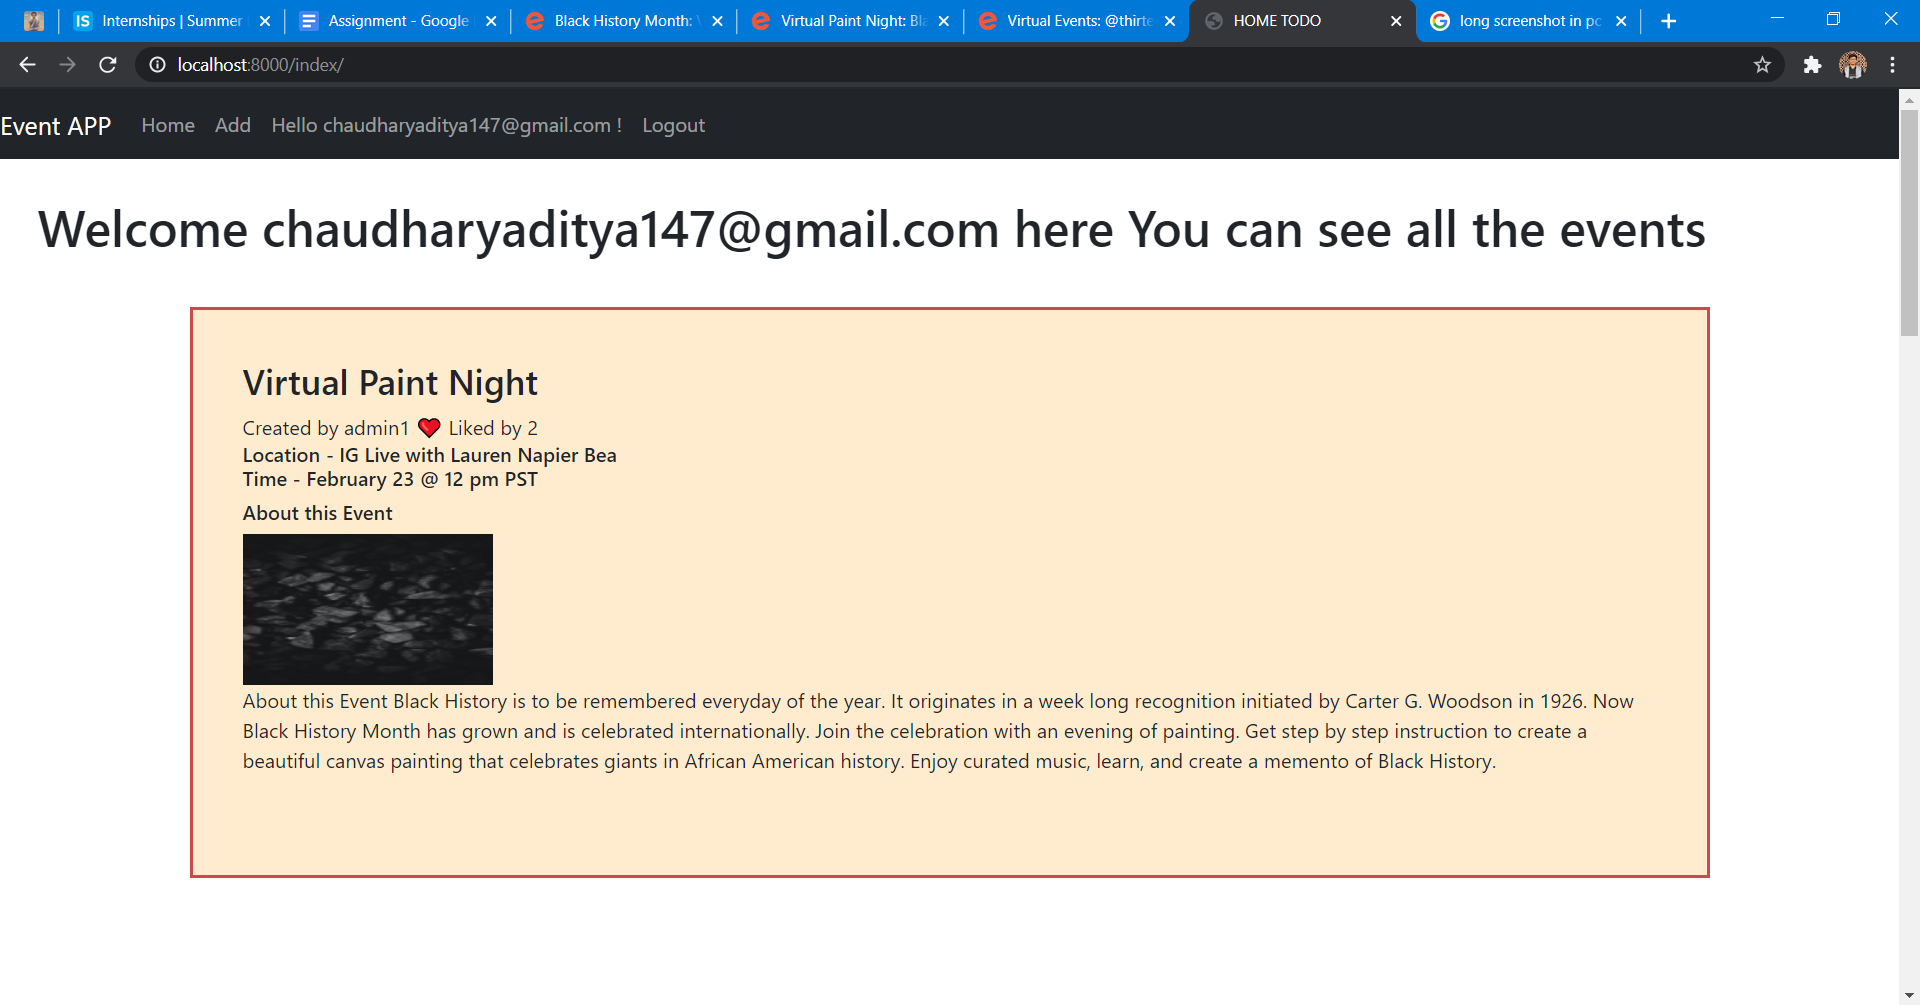 Internships | Summer
Assignment - Google
Black History Month:
Virtual Paint Night: Bla
Virtual Events: @thirte
HOME TODO
long screenshot in pc
localhost:8000/index/
Event APP Home Add Hello chaudharyaditya147@gmail.com ! Logout
Welcome chaudharyaditya147@gmail.com here You can see all the events
Virtual Paint Night
Created by admin1 ❤ Liked by 2
Location - IG Live with Lauren Napier Bea
Time - February 23 @ 12 pm PST
About this Event
About this Event Black History is to be remembered everyday of the year. It originates in a week long recognition initiated by Carter G. Woodson in 1926. Now
Black History Month has grown and is celebrated internationally. Join the celebration with an evening of painting. Get step by step instruction to create a
beautiful canvas painting that celebrates giants in African American history. Enjoy curated music, learn, and create a memento of Black History.